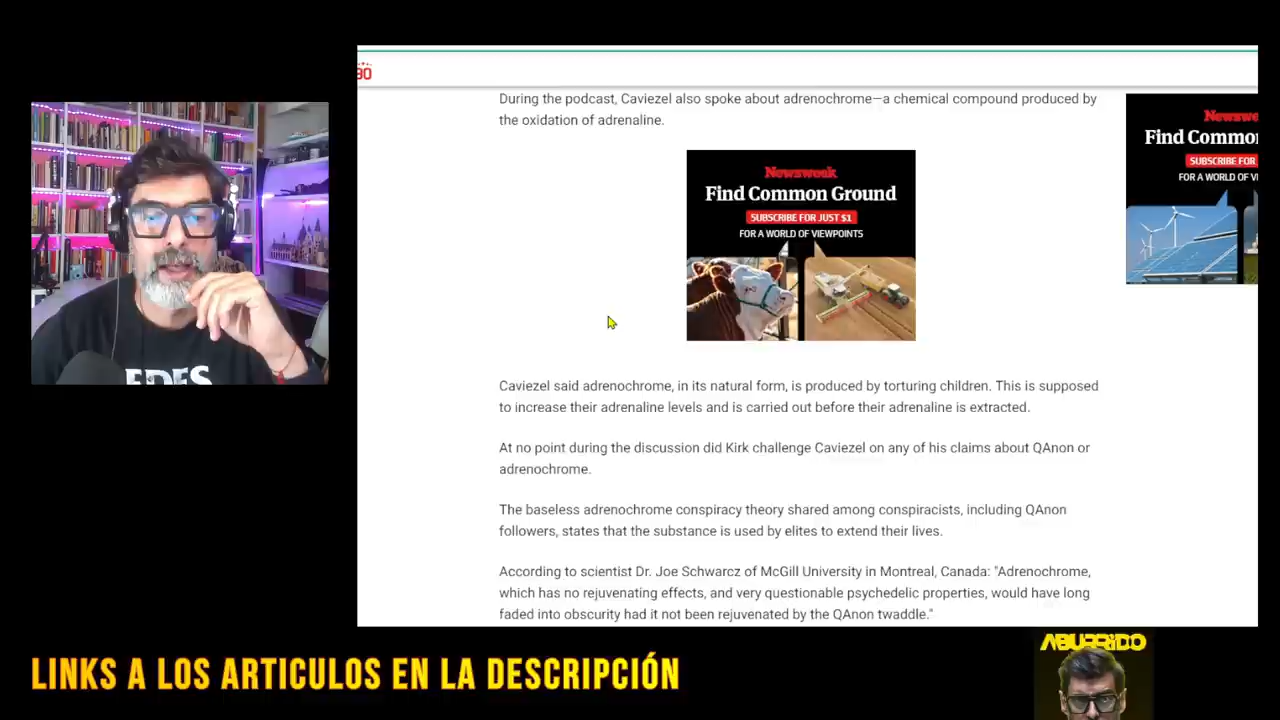 During the podcast, Caviezel also spoke about adrenochrome—a chemical compound produced by
the oxidation of adrenaline.
Newsweek
Find Common Ground
SUBSCRIBE FOR JUST $1
FOR A WORLD OF VIEWPOINTS
Find Common
SUBSCRIBE FOR
FOR A WORLD OF
Caviezel said adrenochrome, in its natural form, is produced by torturing children. This is supposed
to increase their adrenaline levels and is carried out before their adrenaline is extracted.
At no point during the discussion did Kirk challenge Caviezel on any of his claims about QAnon or
adrenochrome.
The baseless adrenochrome conspiracy theory shared among conspiracists, including QAnon
followers, states that the substance is used by elites to extend their lives.
According to scientist Dr. Joe Schwarcz of McGill University in Montreal, Canada: "Adrenochrome,
which has no rejuvenating effects, and very questionable psychedelic properties, would have long
faded into obscurity had it not been rejuvenated by the QAnon twaddle."
LINKS A LOS ARTICULOS EN LA DESCRIPCIÓN
ABURRIDO